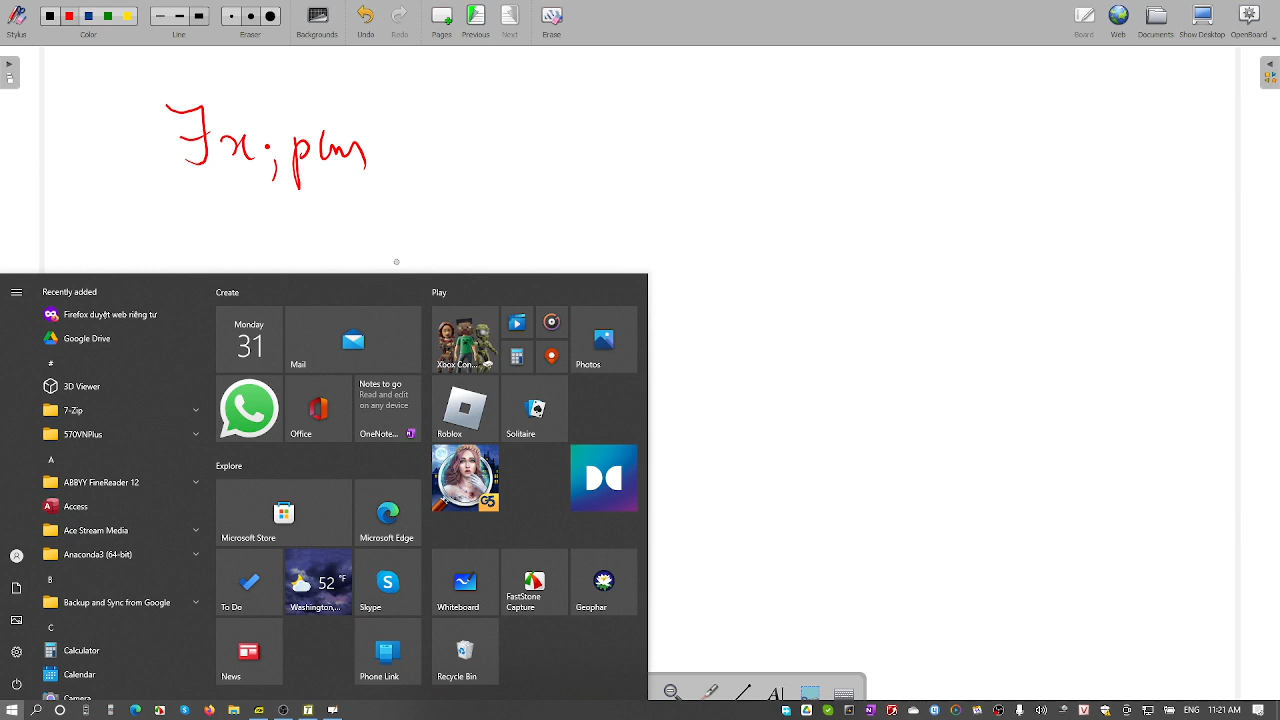 Stylus
Color
Line
Eraser
Backgrounds
Undo
Redo
Pages
Previous
Next
Erase
Board
Web
Documents
Show Desktop
OpenBoard
∃x;
Recently added
Firefox duyệt web riêng tư
Google Drive
#
3D Viewer
7-Zip
570VNPlus
A
ABBYY FineReader 12
Access
Ace Stream Media
Anaconda3 (64-bit)
B
Backup and Sync from Google
C
Calculator
Calendar
Camera
Create
Monday
31
Mail
Office
Notes to go
Read and edit
on any device
OneNote...
Explore
Microsoft Store
Microsoft Edge
To Do
52 °F
Washington,...
Skype
News
Phone Link
Play
Xbox Con...
Photos
Roblox
Solitaire
G5
Whiteboard
FastStone
Capture
Geophar
Recycle Bin
ENG
11:21 AM